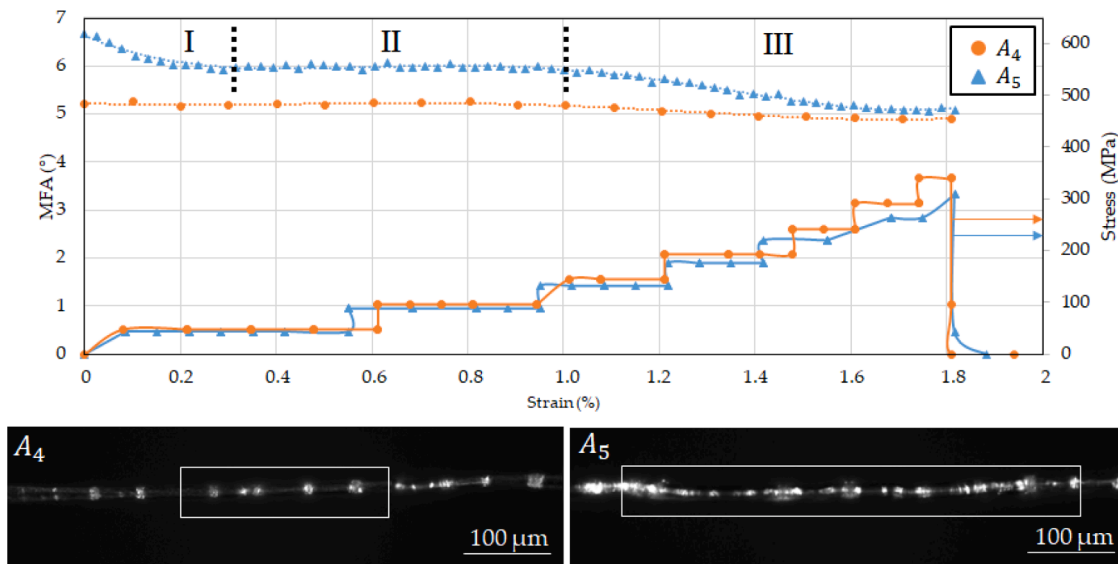 7
6
5
4
3
2
1
0
MFA (°)
I
II
III
A₄
A₅
600
500
400
300
200
100
0
Stress (MPa)
0 0.2 0.4 0.6 0.8 1.0 1.2 1.4 1.6 1.8 2
Strain (%)
A₄
100 µm
A₅
100 µm